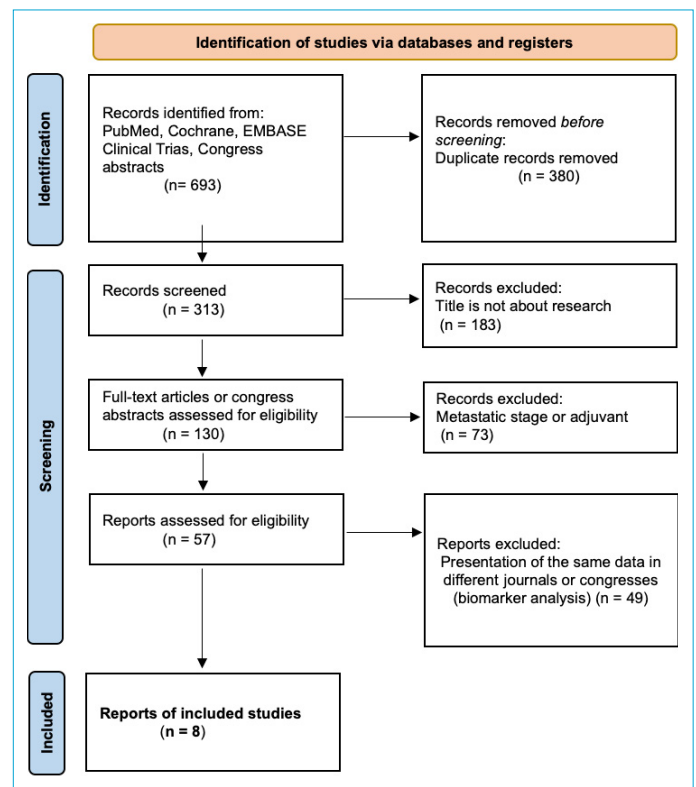 Identification of studies via databases and registers
Identification
Records identified from:
PubMed, Cochrane, EMBASE
Clinical Trias, Congress
abstracts
(n= 693)
Records removed before
screening:
Duplicate records removed
(n = 380)
Screening
Records screened
(n = 313)
Records excluded:
Title is not about research
(n = 183)
Full-text articles or congress
abstracts assessed for eligibility
(n = 130)
Records excluded:
Metastatic stage or adjuvant
(n = 73)
Reports assessed for eligibility
(n = 57)
Reports excluded:
Presentation of the same data in
different journals or congresses
(biomarker analysis) (n = 49)
Included
Reports of included studies
(n = 8)